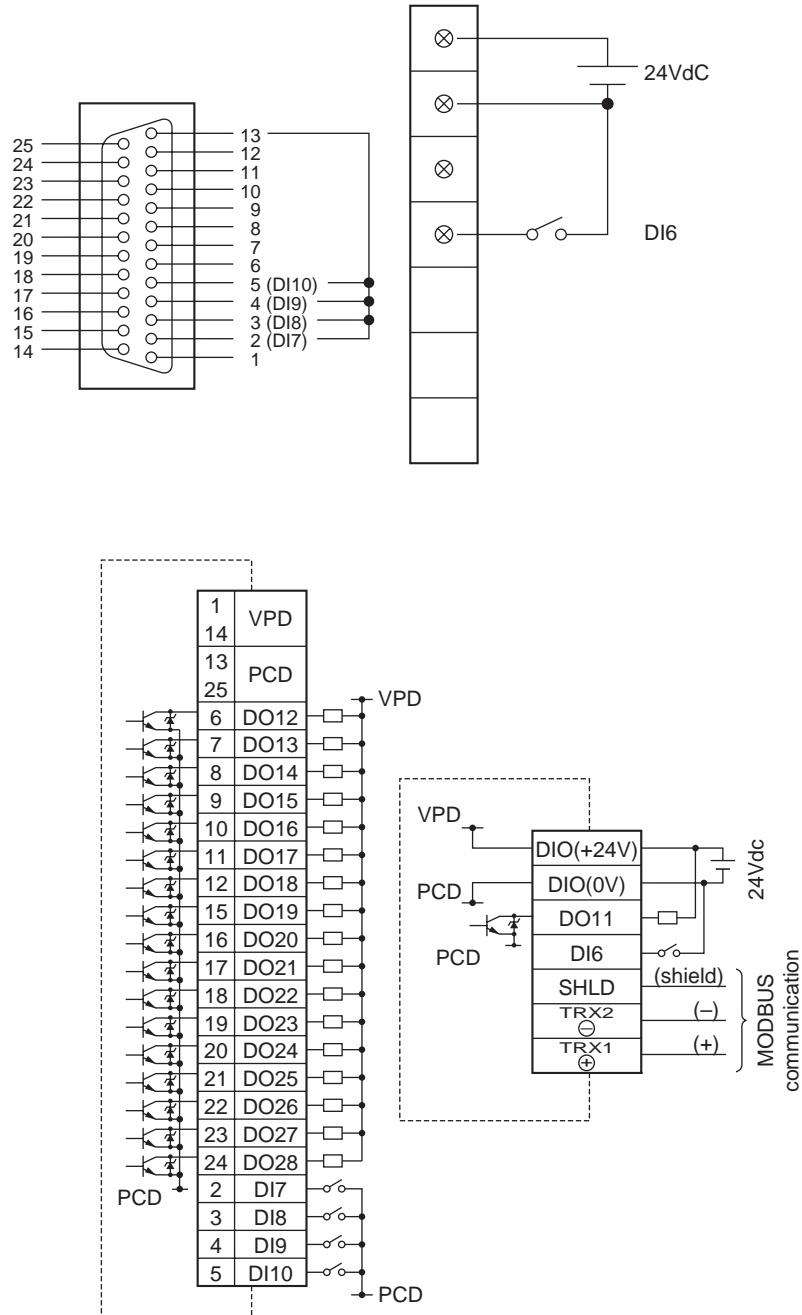 24VdC
DI6
13
12
11
10
9
8
7
6
5 (DI10)
4 (DI9)
3 (DI8)
2 (DI7)
1
25
24
23
22
21
20
19
18
17
16
15
14
1
14
VPD
13
25
PCD
VPD
6 DO12
7 DO13
8 DO14
9 DO15
10 DO16
11 DO17
12 DO18
15 DO19
16 DO20
17 DO21
18 DO22
19 DO23
20 DO24
21 DO25
22 DO26
23 DO27
24 DO28
PCD
2 DI7
3 DI8
4 DI9
5 DI10
PCD
VPD
DIO(+24V)
24Vdc
PCD
DIO(0V)
DO11
PCD
DI6
SHLD
(shield)
TRX2
⊖
(–)
TRX1
⊕
(+)
MODBUS
communication